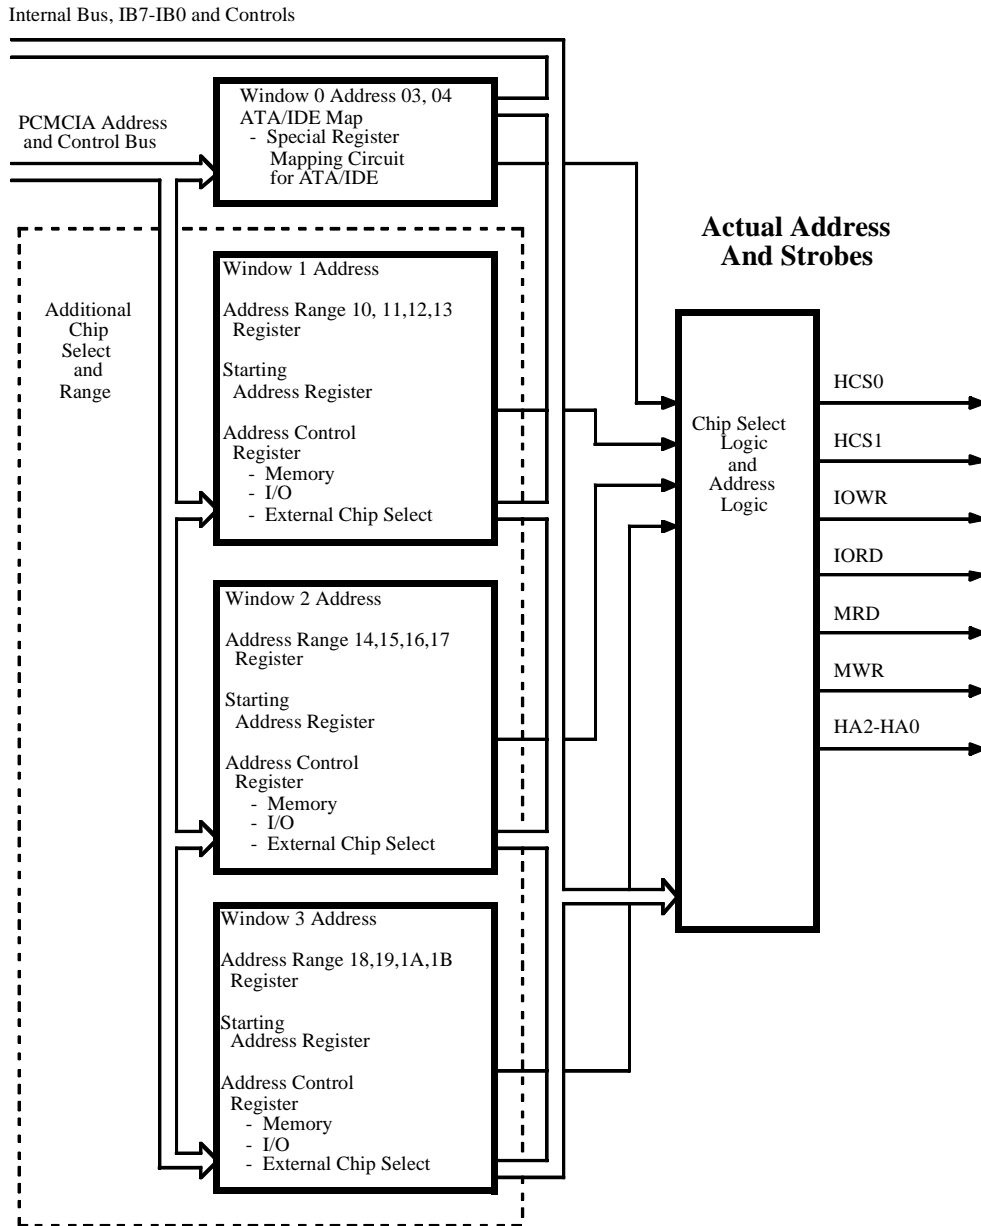 Internal Bus, IB7-IB0 and Controls
PCMCIA Address
and Control Bus
Window 0 Address 03, 04
ATA/IDE Map
- Special Register
Mapping Circuit
for ATA/IDE
Additional
Chip
Select
and
Range
Window 1 Address
Address Range 10, 11,12,13
Register
Starting
Address Register
Address Control
Register
- Memory
- I/O
- External Chip Select
Window 2 Address
Address Range 14,15,16,17
Register
Starting
Address Register
Address Control
Register
- Memory
- I/O
- External Chip Select
Window 3 Address
Address Range 18,19,1A,1B
Register
Starting
Address Register
Address Control
Register
- Memory
- I/O
- External Chip Select
Actual Address
And Strobes
Chip Select
Logic
and
Address
Logic
HCS0
HCS1
IOWR
IORD
MRD
MWR
HA2-HA0